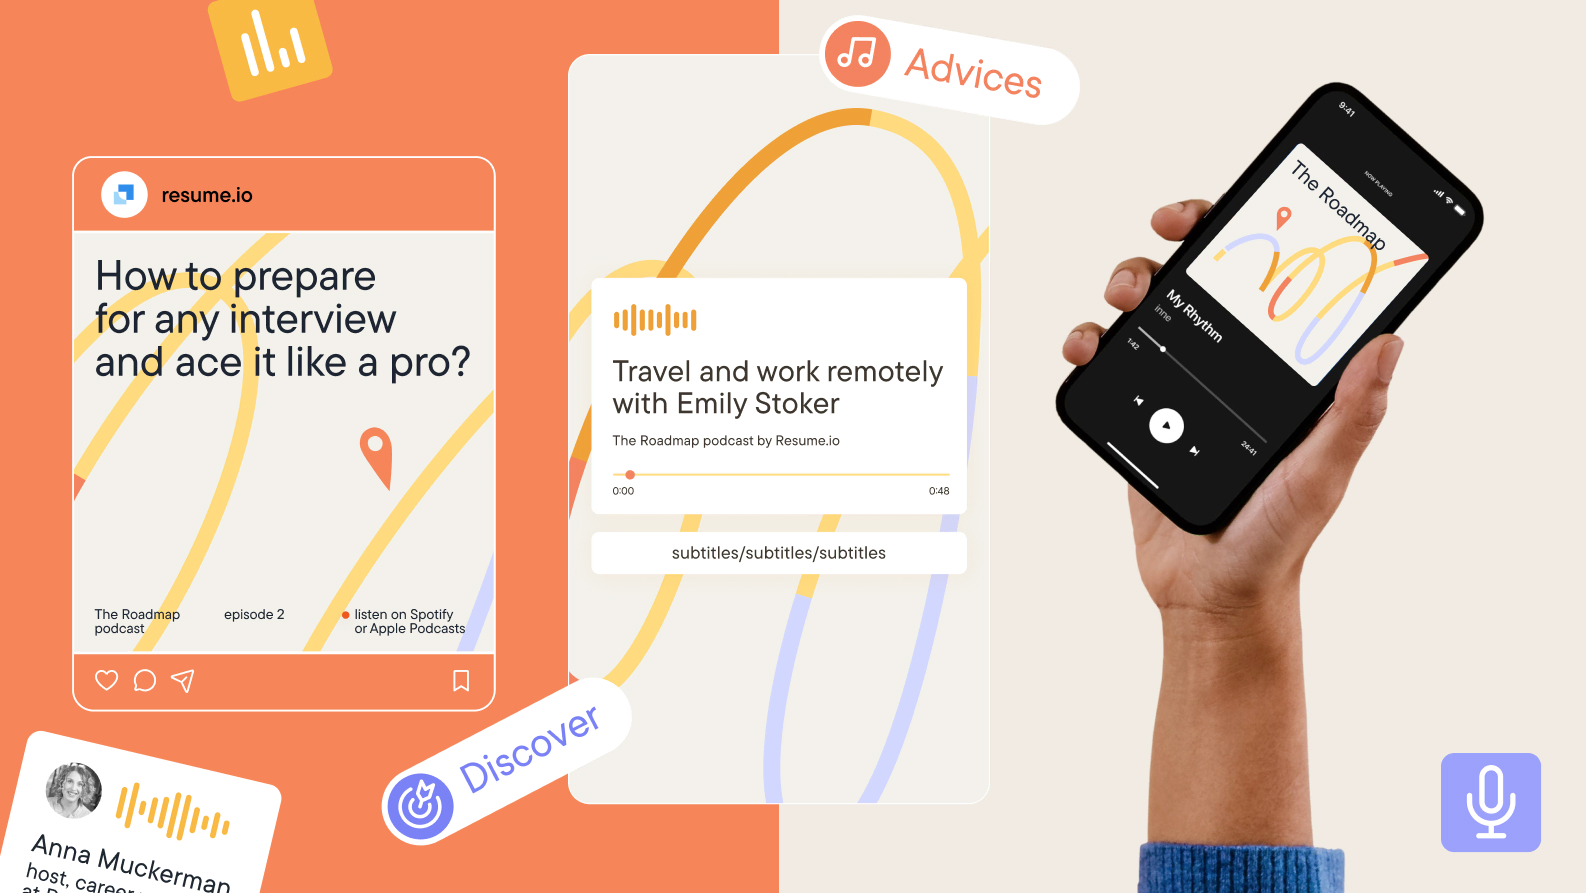 resume.io
How to prepare
for any interview
and ace it like a pro?
The Roadmap
podcast
episode 2
listen on Spotify
or Apple Podcasts
Anna Muckerman
host, career
at
Discover
Advices
Travel and work remotely
with Emily Stoker
The Roadmap podcast by Resume.io
0:00
0:48
subtitles/subtitles/subtitles
9:41
NOW PLAYING
The Roadmap
My Rhythm
inne
1:42
24:41